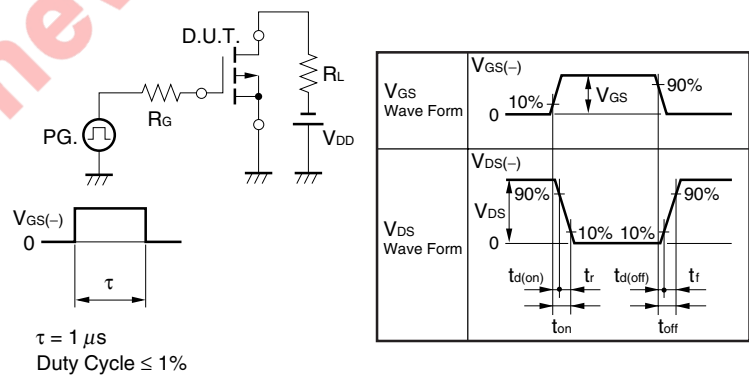 new
D.U.T.
RL
RG
PG.
VDD
VGS(−)
0
τ
τ = 1 μs
Duty Cycle ≤ 1%
VGS
Wave Form
VGS(−)
10%
0
VGS
90%
VDS
Wave Form
VDS(−)
90%
VDS
0
10% 10%
90%
td(on) tr td(off) tf
ton toff